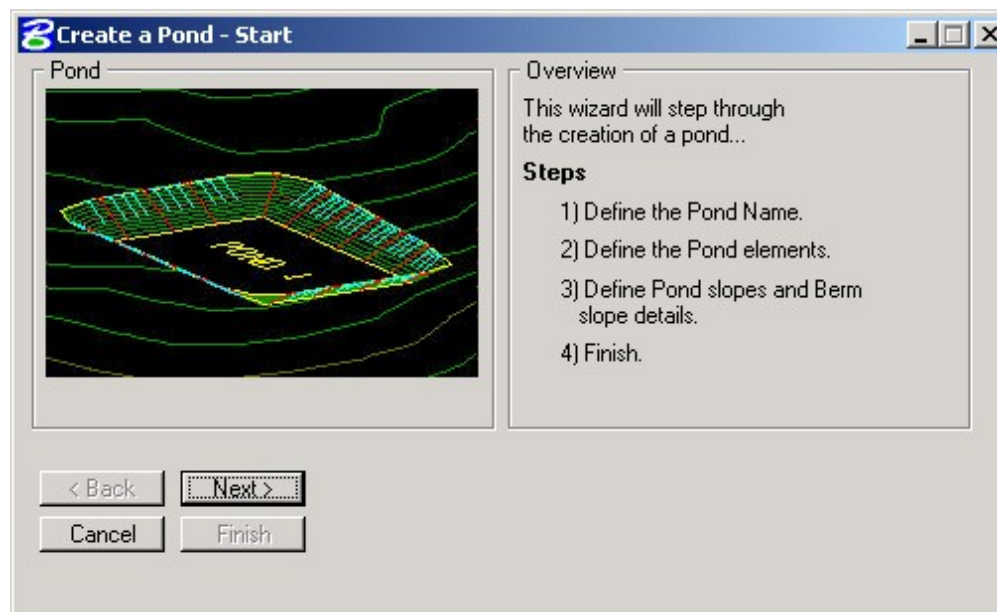 Create a Pond - Start
Pond
POND 1
Overview
This wizard will step through
the creation of a pond...
Steps
1) Define the Pond Name.
2) Define the Pond elements.
3) Define Pond slopes and Berm
slope details.
4) Finish.
< Back
Next >
Cancel
Finish